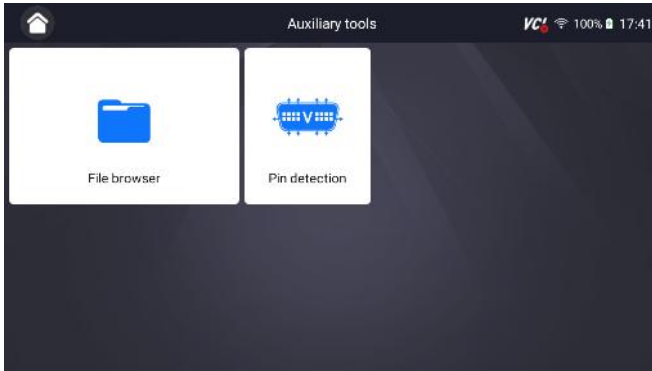 Auxiliary tools
VCI 100% 17:41
File browser
V
Pin detection